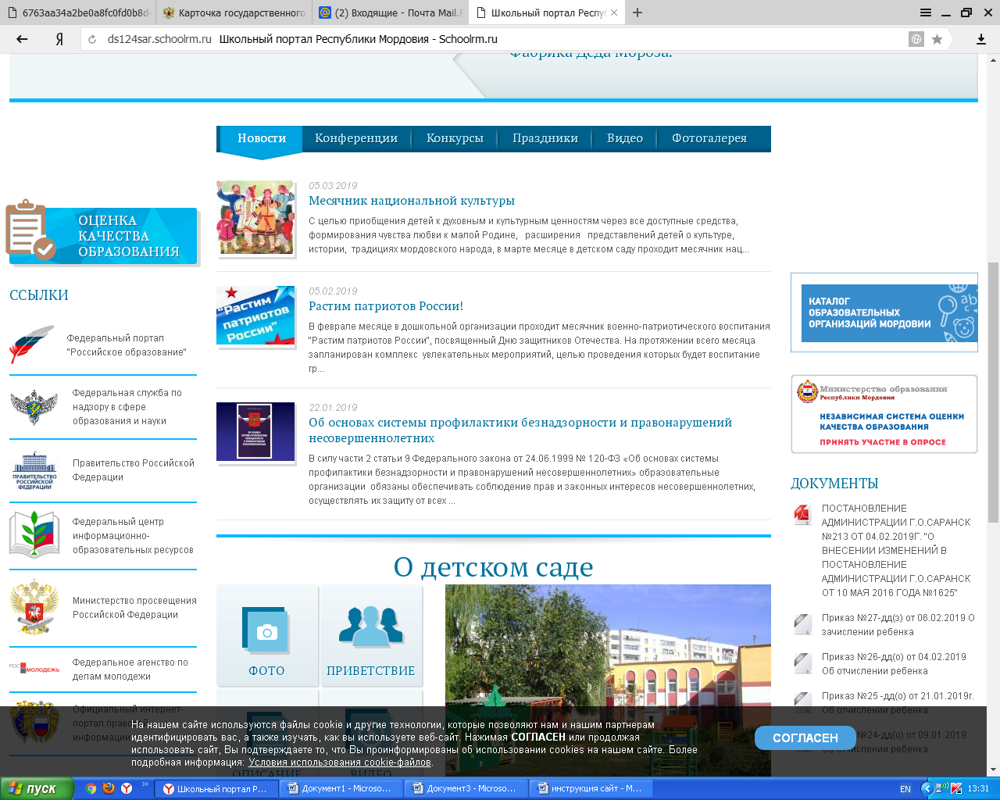 6763aa34a2be0a8fc0fd0b8d
Карточка государственного
(2) Входящие - Почта Mail.R
Школьный портал Респу
Я
ds124sar.schoolrm.ru Школьный портал Республики Мордовия - Schoolrm.ru
Фабрика Деда Мороза.
Новости
Конференции
Конкурсы
Праздники
Видео
Фотогалерея
ОЦЕНКА
КАЧЕСТВА
ОБРАЗОВАНИЯ
ССЫЛКИ
Федеральный портал
"Российское образование"
Федеральная служба по
надзору в сфере
образования и науки
ПРАВИТЕЛЬСТВО
РОССИЙСКОЙ
ФЕДЕРАЦИИ
Правительство Российской
Федерации
Федеральный центр
информационно-
образовательных ресурсов
Министерство просвещения
Российской Федерации
РОСМОЛОДЕЖЬ
Федеральное агенство по
делам молодежи
Официальный интернет-
портал правовой
информации
05.03.2019
Месячник национальной культуры
С целью приобщения детей к духовным и культурным ценностям через все доступные средства,
формирования чувства любви к малой Родине, расширения представлений детей о культуре,
истории, традициях мордовского народа, в марте месяце в детском саду проходит месячник нац...
"Растим
патриотов
России"
05.02.2019
Растим патриотов России!
В феврале месяце в дошкольной организации проходит месячник военно-патриотического воспитания
"Растим патриотов России", посвященный Дню защитников Отечества. На протяжении всего месяца
запланирован комплекс увлекательных мероприятий, целью проведения которых будет воспитание
гр...
22.01.2019
Об основах системы профилактики безнадзорности и правонарушений
несовершеннолетних
В силу части 2 статьи 9 Федерального закона от 24.06.1999 № 120-ФЗ «Об основах системы
профилактики безнадзорности и правонарушений несовершеннолетних» образовательные
организации обязаны обеспечивать соблюдение прав и законных интересов несовершеннолетних,
осуществлять их защиту от всех ...
О детском саде
ФОТО
ПРИВЕТСТВИЕ
ОПИСАНИЕ
ВИДЕО
КАТАЛОГ
ОБРАЗОВАТЕЛЬНЫХ
ОРГАНИЗАЦИЙ МОРДОВИИ
Министерство образования
Республики Мордовия
НЕЗАВИСИМАЯ СИСТЕМА ОЦЕНКИ
КАЧЕСТВА ОБРАЗОВАНИЯ
ПРИНЯТЬ УЧАСТИЕ В ОПРОСЕ
ДОКУМЕНТЫ
ПОСТАНОВЛЕНИЕ
АДМИНИСТРАЦИИ Г.О.САРАНСК
№213 ОТ 04.02.2019Г. "О
ВНЕСЕНИИ ИЗМЕНЕНИЙ В
ПОСТАНОВЛЕНИЕ
АДМИНИСТРАЦИИ Г.О.САРАНСК
ОТ 10 МАЯ 2016 ГОДА №1625"
Приказ №27-дд(з) от 06.02.2019 О
зачислении ребенка
Приказ №26-дд(о) от 04.02.2019
Об отчислении ребенка
Приказ №25 -дд(о) от 21.01.2019г.
Об отчислении ребенка
№24-дд(о) от 09.01.2019
Об отчислении ребенка
На нашем сайте используются файлы cookie и другие технологии, которые позволяют нам и нашим партнерам
идентифицировать вас, а также изучать, как вы используете веб-сайт. Нажимая СОГЛАСЕН или продолжая
использовать сайт, Вы подтверждаете то, что Вы проинформированы об использовании cookies на нашем сайте. Более
подробная информация: Условия использования cookie-файлов.
СОГЛАСЕН
пуск
Школьный портал Р...
Документ1 - Microso...
Документ3 - Microso...
инструкция сайт - M...
EN
13:31